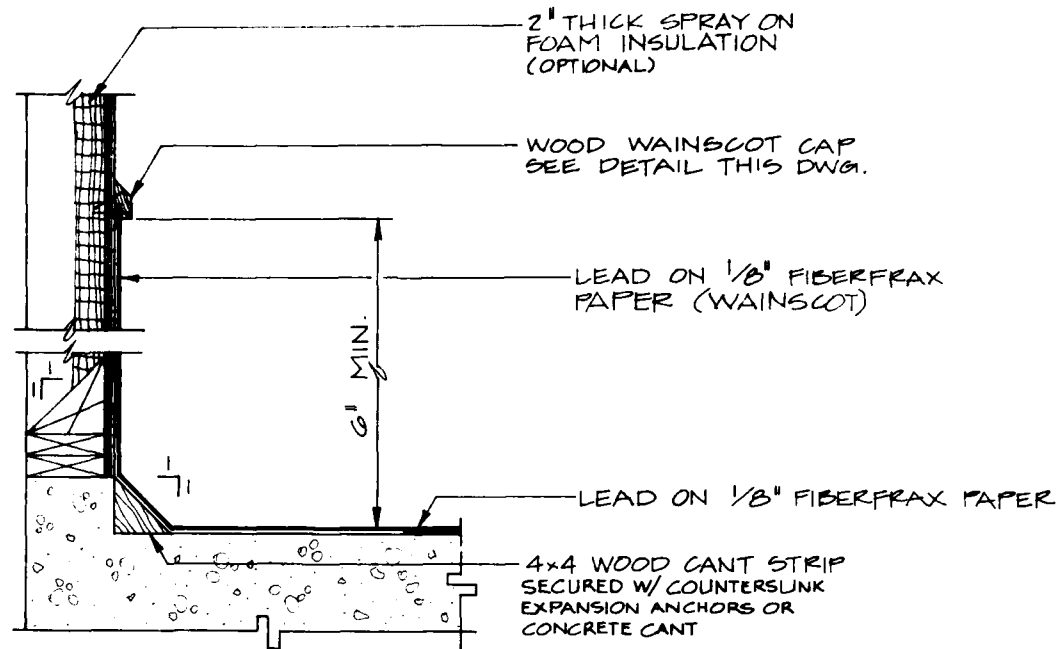 2" THICK SPRAY ON
FOAM INSULATION
(OPTIONAL)
WOOD WAINSCOT CAP
SEE DETAIL THIS DWG.
LEAD ON 1/8" FIBERFRAX
PAPER (WAINSCOT)
6" MIN.
LEAD ON 1/8" FIBERFRAX PAPER
4x4 WOOD CANT STRIP
SECURED W/ COUNTERSUNK
EXPANSION ANCHORS OR
CONCRETE CANT